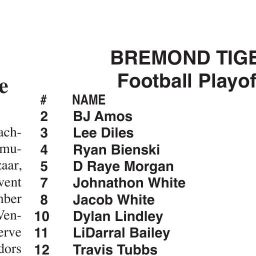 BREMOND TIGE
Football Playof
e
# NAME
2 BJ Amos
ach-
3 Lee Diles
mu-
4 Ryan Bienski
zaar,
5 D Raye Morgan
vent
7 Johnathon White
nber
8 Jacob White
Ven-
10 Dylan Lindley
erve
11 LiDarral Bailey
dors
12 Travis Tubbs